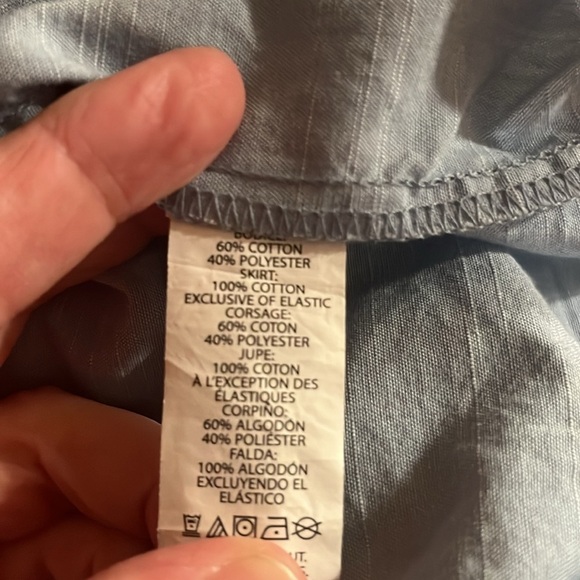 60% COTTON
40% POLYESTER
SKIRT:
100% COTTON
EXCLUSIVE OF ELASTIC
CORSAGE:
60% COTON
40% POLYESTER
JUPE:
100% COTON
À L'EXCEPTION DES
ÉLASTIQUES
CORPIÑO:
60% ALGODÓN
40% POLIÉSTER
FALDA:
100% ALGODÓN
EXCLUYENDO EL
ELÁSTICO